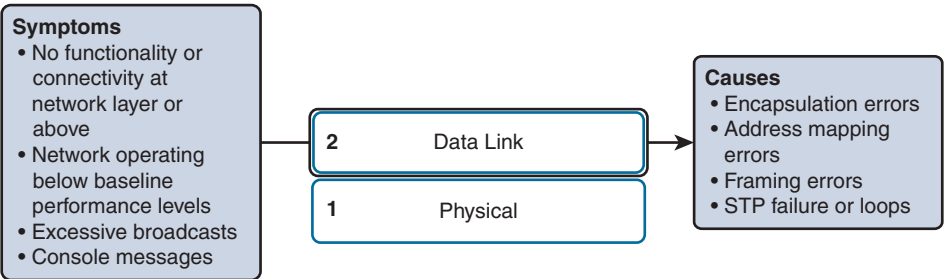 Symptoms
• No functionality or
connectivity at
network layer or
above
• Network operating
below baseline
performance levels
• Excessive broadcasts
• Console messages
2 Data Link
1 Physical
Causes
• Encapsulation errors
• Address mapping
errors
• Framing errors
• STP failure or loops